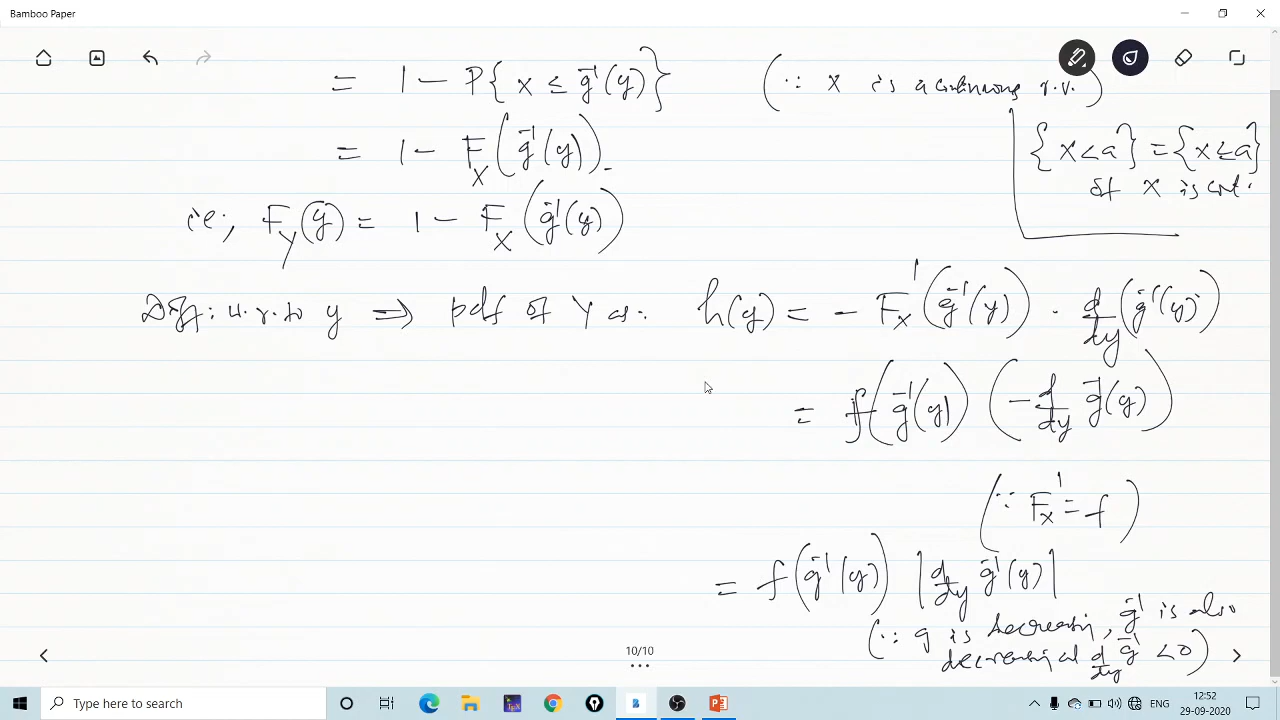 Bamboo Paper
= 1 - P{ X ≤ g⁻¹(y) } (∵ X is a continuous r.v.)
= 1 - F_X(g⁻¹(y)).
{X<a} = {X≤a}
if X is cont.
ie; F_Y(y) = 1 - F_X(g⁻¹(y))
Diff: w.r.to y ⇒ pdf of Y as: h(y) = - F_X'(g⁻¹(y)) . d/dy (g⁻¹(y))
= f(g⁻¹(y)) (- d/dy g⁻¹(y))
(∵ F_X' = f)
= f(g⁻¹(y)) |d/dy g⁻¹(y)|
(∵ g is decreasing, g⁻¹ is also
decreasing d/dy g⁻¹ < 0)
10/10
Type here to search
ENG
12:52
29-09-2020